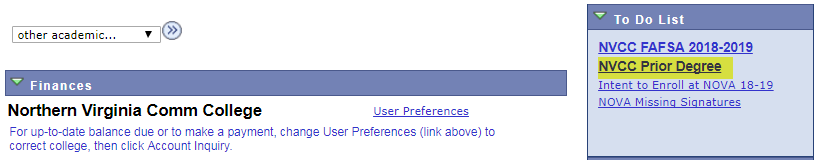 other academic...
Finances
Northern Virginia Comm College
User Preferences
For up-to-date balance due or to make a payment, change User Preferences (link above) to
correct college, then click Account Inquiry.
To Do List
NVCC FAFSA 2018-2019
NVCC Prior Degree
Intent to Enroll at NOVA 18-19
NOVA Missing Signatures